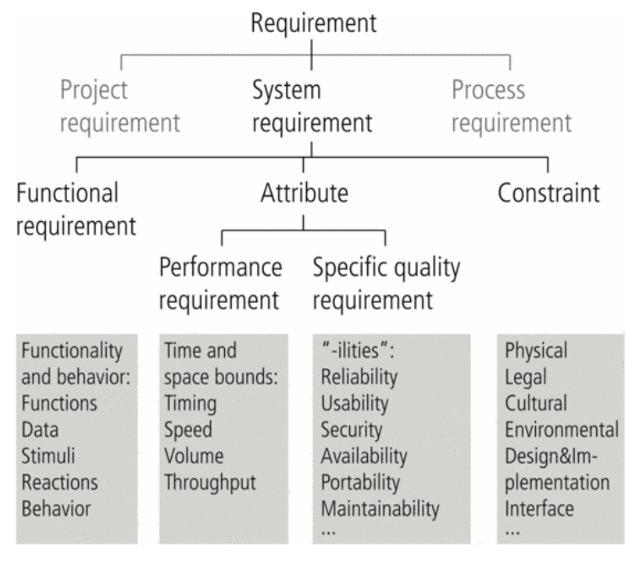 Requirement
Project
requirement
System
requirement
Process
requirement
Functional
requirement
Attribute
Constraint
Performance
requirement
Specific quality
requirement
Functionality
and behavior:
Functions
Data
Stimuli
Reactions
Behavior
Time and
space bounds:
Timing
Speed
Volume
Throughput
“-ilities”:
Reliability
Usability
Security
Availability
Portability
Maintainability
...
Physical
Legal
Cultural
Environmental
Design&Im-
plementation
Interface
...